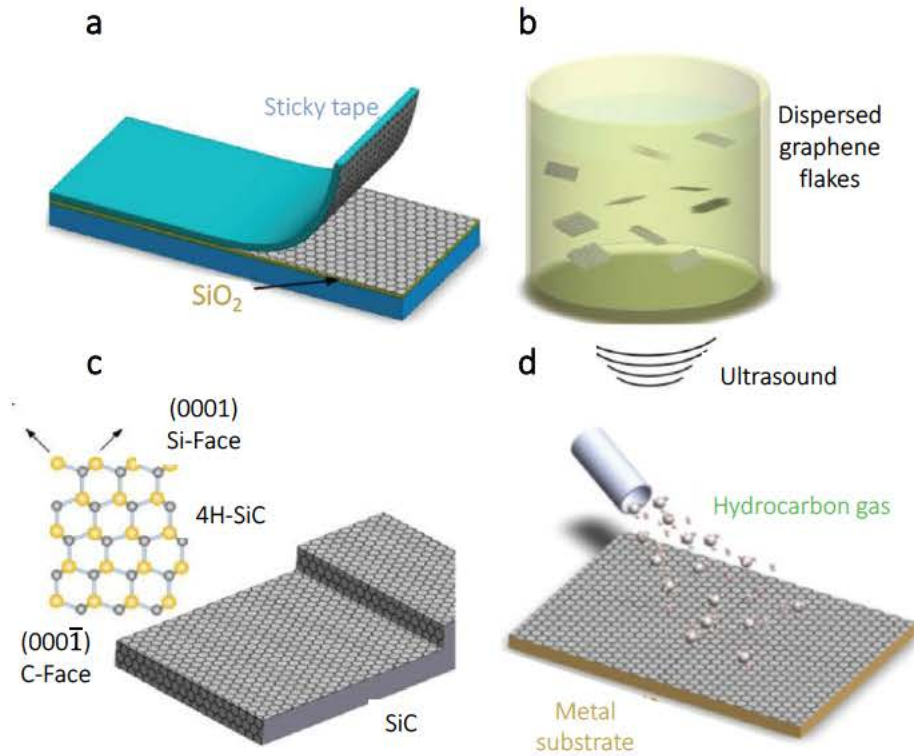 a
Sticky tape
SiO₂
b
Dispersed
graphene
flakes
Ultrasound
c
(0001)
Si-Face
4H-SiC
(0001̅)
C-Face
SiC
d
Hydrocarbon gas
Metal
substrate